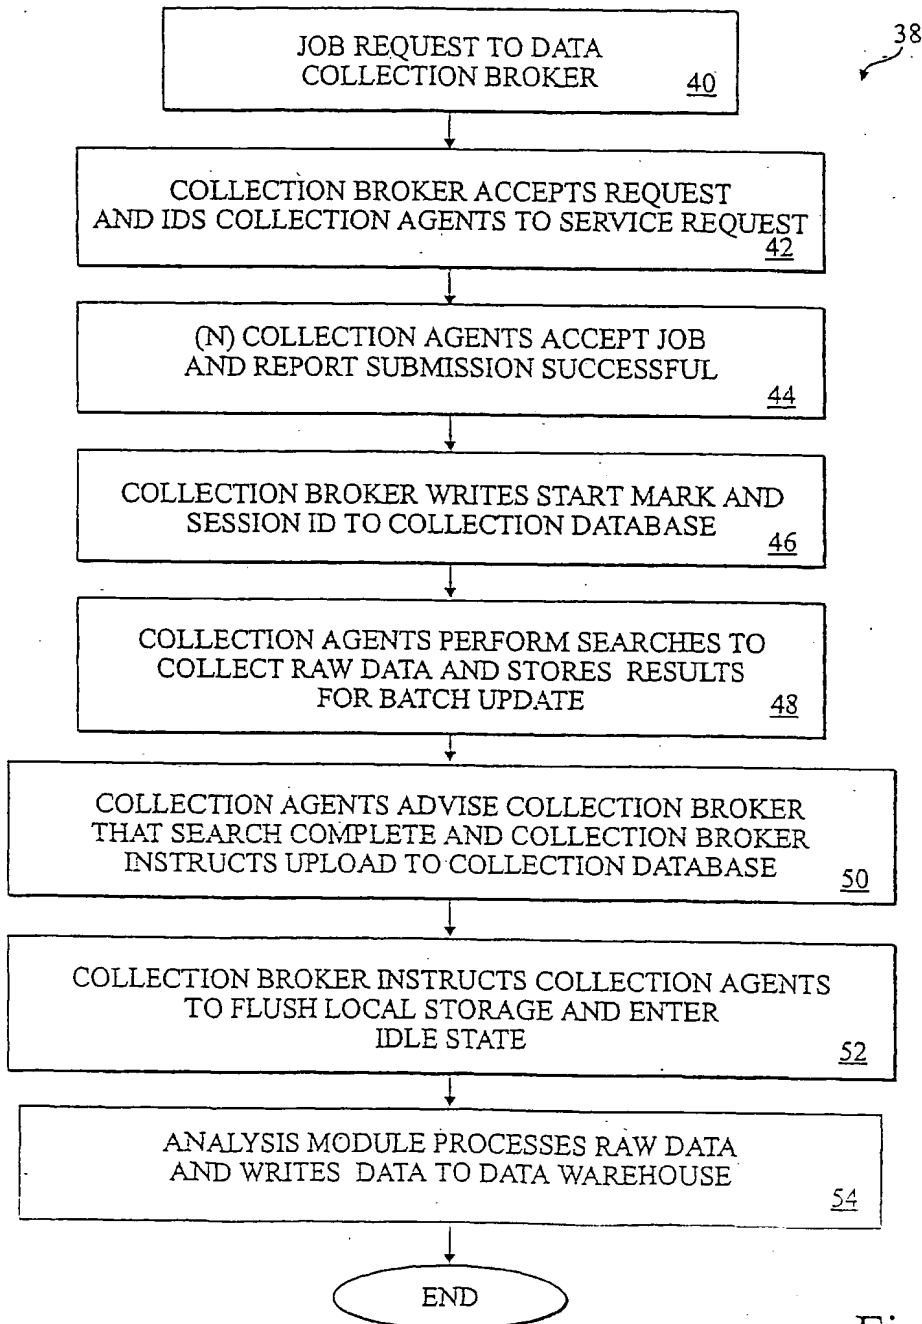 38
JOB REQUEST TO DATA
COLLECTION BROKER
40
COLLECTION BROKER ACCEPTS REQUEST
AND IDS COLLECTION AGENTS TO SERVICE REQUEST
42
(N) COLLECTION AGENTS ACCEPT JOB
AND REPORT SUBMISSION SUCCESSFUL
44
COLLECTION BROKER WRITES START MARK AND
SESSION ID TO COLLECTION DATABASE
46
COLLECTION AGENTS PERFORM SEARCHES TO
COLLECT RAW DATA AND STORES RESULTS
FOR BATCH UPDATE
48
COLLECTION AGENTS ADVISE COLLECTION BROKER
THAT SEARCH COMPLETE AND COLLECTION BROKER
INSTRUCTS UPLOAD TO COLLECTION DATABASE
50
COLLECTION BROKER INSTRUCTS COLLECTION AGENTS
TO FLUSH LOCAL STORAGE AND ENTER
IDLE STATE
52
ANALYSIS MODULE PROCESSES RAW DATA
AND WRITES DATA TO DATA WAREHOUSE
54
END